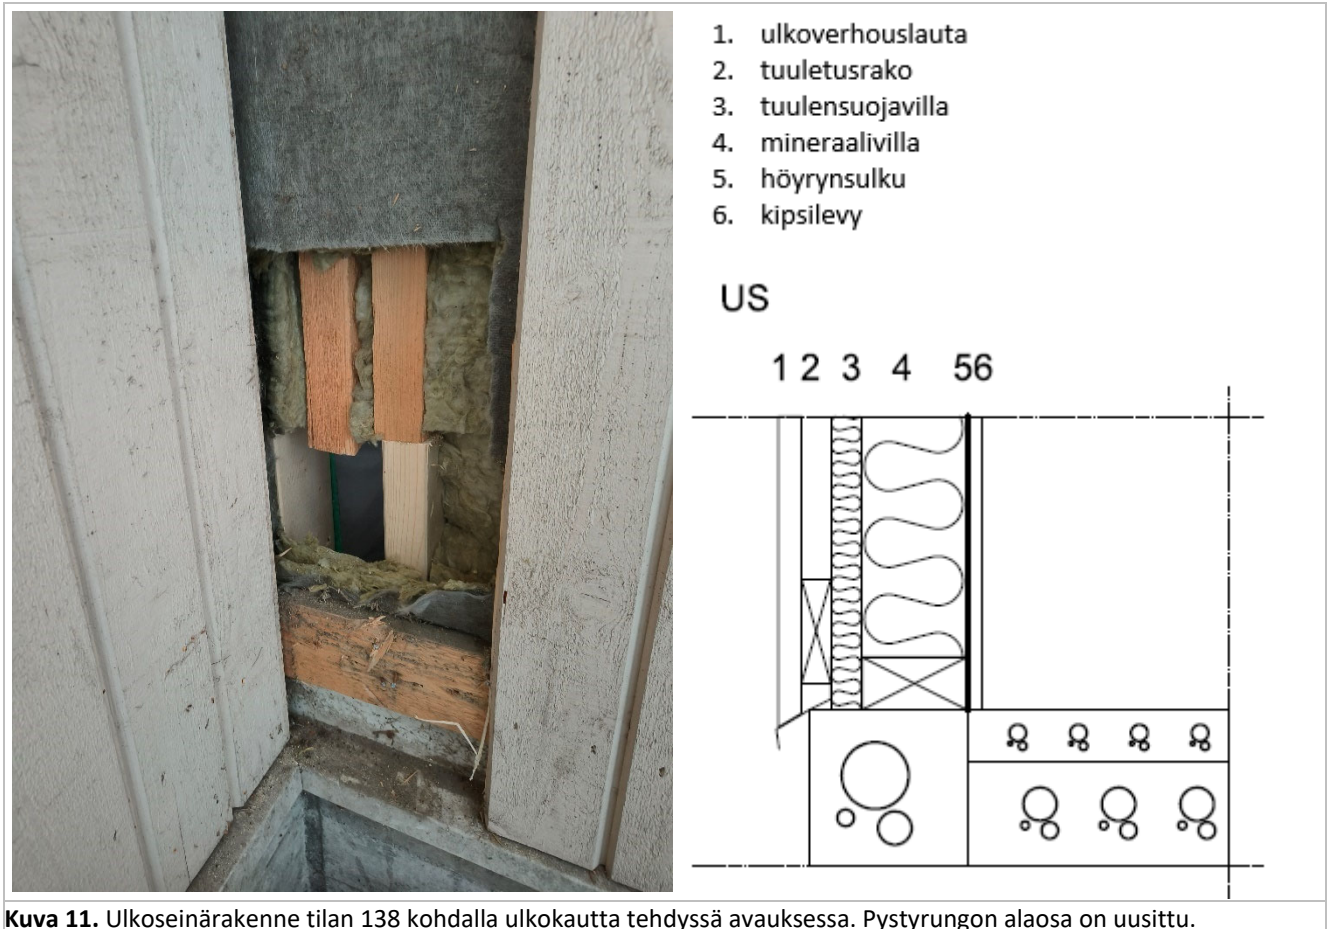 1. ulkoverhouslauta
2. tuuletusrako
3. tuulensuojavilla
4. mineraalivilla
5. höyrynsulku
6. kipsilevy
US
1 2 3 4 56
Kuva 11. Ulkoseinärakenne tilan 138 kohdalla ulkokautta tehdyssä avauksessa. Pystyrungon alaosa on uusittu.